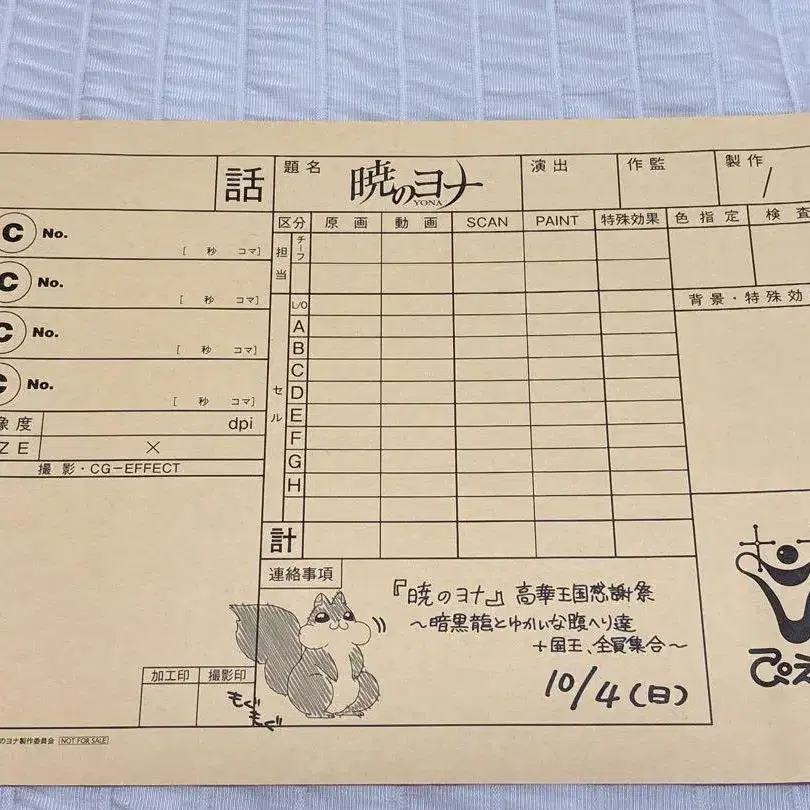 話
題名
暁のヨナ
YONA
演出
作監
製作
/
C No.
[ 秒 コマ]
C No.
[ 秒 コマ]
C No.
[ 秒 コマ]
C No.
[ 秒 コマ]
像度 dpi
ZE ×
撮影・CG-EFFECT
区分 原画 動画 SCAN PAINT 特殊効果 色指定 検査
担当
チーフ
セル
L/O
A
B
C
D
E
F
G
H
計
背景・特殊効
連絡事項
『暁のヨナ』高華王国感謝祭
〜暗黒龍とゆかいな腹へり達
+国王、全員集合〜
10/4(日)
もぐ
もぐ
加工印 撮影印
ぴえ
のヨナ製作委員会 NOT FOR SALE